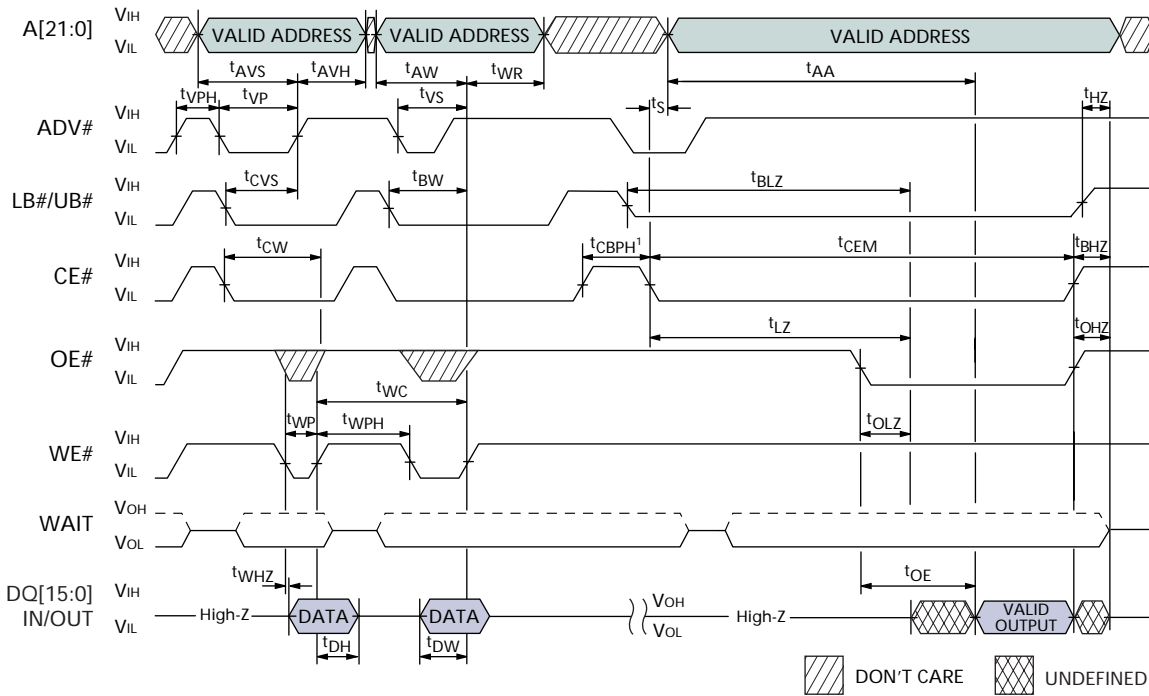 A[21:0] VIH VIL VALID ADDRESS VALID ADDRESS VALID ADDRESS
tAVS tAVH tAW tWR tAA
tVPH tVP tVS tS tHZ
ADV# VIH VIL
tCVS tBW tBLZ
LB#/UB# VIH VIL
tCW tCBPH1 tCEM tBHZ
CE# VIH VIL
tLZ tOHZ
OE# VIH VIL
tWC
tWP tWPH tOLZ
WE# VIH VIL
WAIT VOH VOL
tWHZ tOE
DQ[15:0] IN/OUT VIH VIL High-Z DATA DATA VOH VOL High-Z VALID OUTPUT
tDH tDW
DON'T CARE UNDEFINED